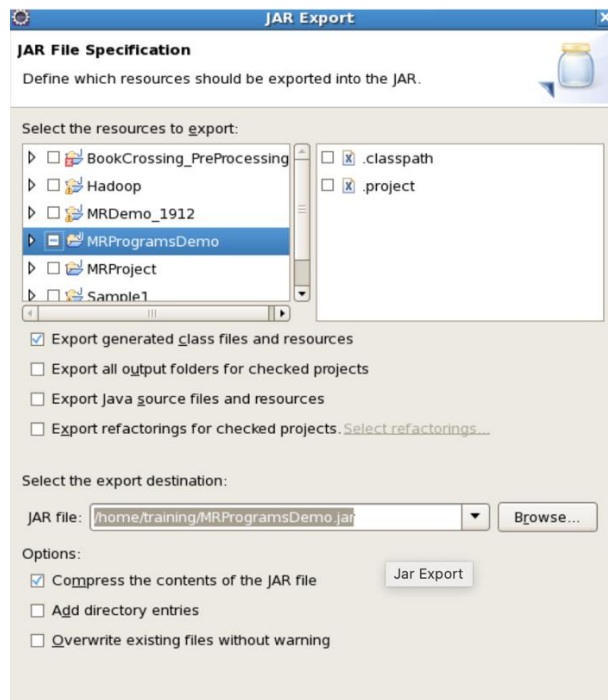 JAR Export
JAR File Specification
Define which resources should be exported into the JAR.
Select the resources to export:
BookCrossing_PreProcessing
Hadoop
MRDemo_1912
MRProgramsDemo
MRProject
Sample1
.classpath
.project
Export generated class files and resources
Export all output folders for checked projects
Export Java source files and resources
Export refactorings for checked projects. Select refactorings...
Select the export destination:
JAR file: /home/training/MRProgramsDemo.jar Browse...
Options:
Compress the contents of the JAR file
Jar Export
Add directory entries
Overwrite existing files without warning